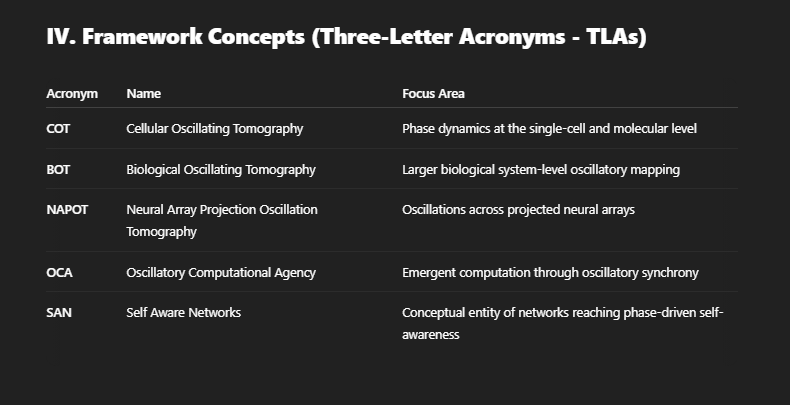 IV. Framework Concepts (Three-Letter Acronyms - TLAs)
Acronym Name Focus Area
COT Cellular Oscillating Tomography Phase dynamics at the single-cell and molecular level
BOT Biological Oscillating Tomography Larger biological system-level oscillatory mapping
NAPOT Neural Array Projection Oscillation Oscillations across projected neural arrays
Tomography
OCA Oscillatory Computational Agency Emergent computation through oscillatory synchrony
SAN Self Aware Networks Conceptual entity of networks reaching phase-driven self-
awareness